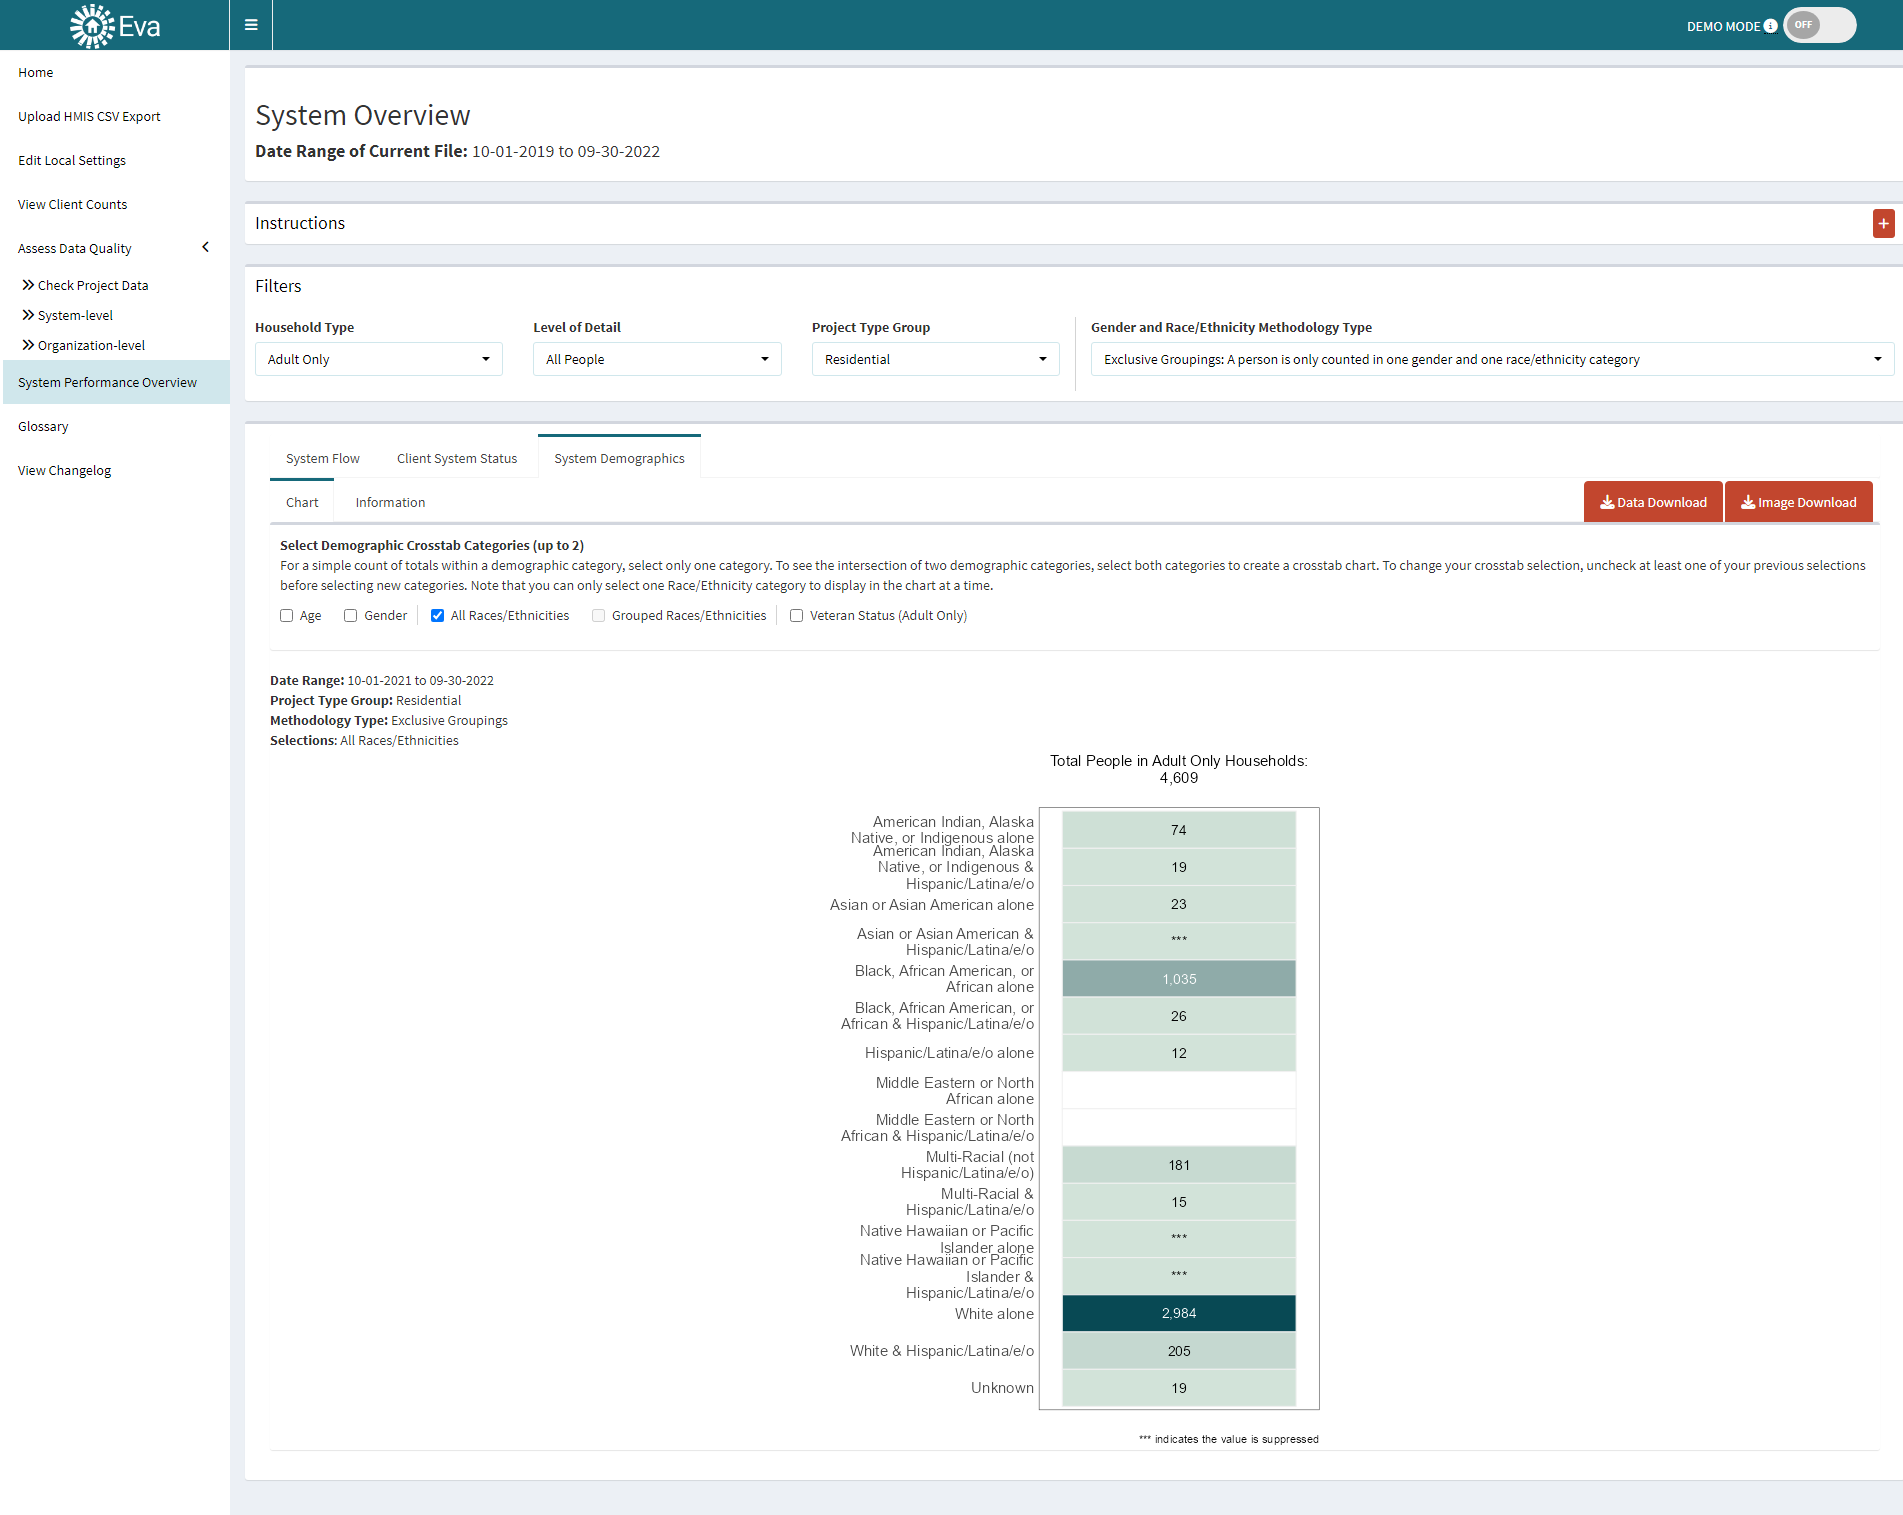 Eva
DEMO MODE
OFF
Home
Upload HMIS CSV Export
Edit Local Settings
View Client Counts
Assess Data Quality
Check Project Data
System-level
Organization-level
System Performance Overview
Glossary
View Changelog
System Overview
Date Range of Current File: 10-01-2019 to 09-30-2022
Instructions
Filters
Household Type
Adult Only
Level of Detail
All People
Project Type Group
Residential
Gender and Race/Ethnicity Methodology Type
Exclusive Groupings: A person is only counted in one gender and one race/ethnicity category
System Flow
Client System Status
System Demographics
Chart
Information
Data Download
Image Download
Select Demographic Crosstab Categories (up to 2)
For a simple count of totals within a demographic category, select only one category. To see the intersection of two demographic categories, select both categories to create a crosstab chart. To change your crosstab selection, uncheck at least one of your previous selections
before selecting new categories. Note that you can only select one Race/Ethnicity category to display in the chart at a time.
Age
Gender
All Races/Ethnicities
Grouped Races/Ethnicities
Veteran Status (Adult Only)
Date Range: 10-01-2021 to 09-30-2022
Project Type Group: Residential
Methodology Type: Exclusive Groupings
Selections: All Races/Ethnicities
Total People in Adult Only Households:
4,609
American Indian, Alaska
Native, or Indigenous alone
74
American Indian, Alaska
Native, or Indigenous &
Hispanic/Latina/e/o
19
Asian or Asian American alone
23
Asian or Asian American &
Hispanic/Latina/e/o
***
Black, African American, or
African alone
1,035
Black, African American, or
African & Hispanic/Latina/e/o
26
Hispanic/Latina/e/o alone
12
Middle Eastern or North
African alone
Middle Eastern or North
African & Hispanic/Latina/e/o
Multi-Racial (not
Hispanic/Latina/e/o)
181
Multi-Racial &
Hispanic/Latina/e/o
15
Native Hawaiian or Pacific
Islander alone
***
Native Hawaiian or Pacific
Islander &
Hispanic/Latina/e/o
***
White alone
2,984
White & Hispanic/Latina/e/o
205
Unknown
19
*** indicates the value is suppressed